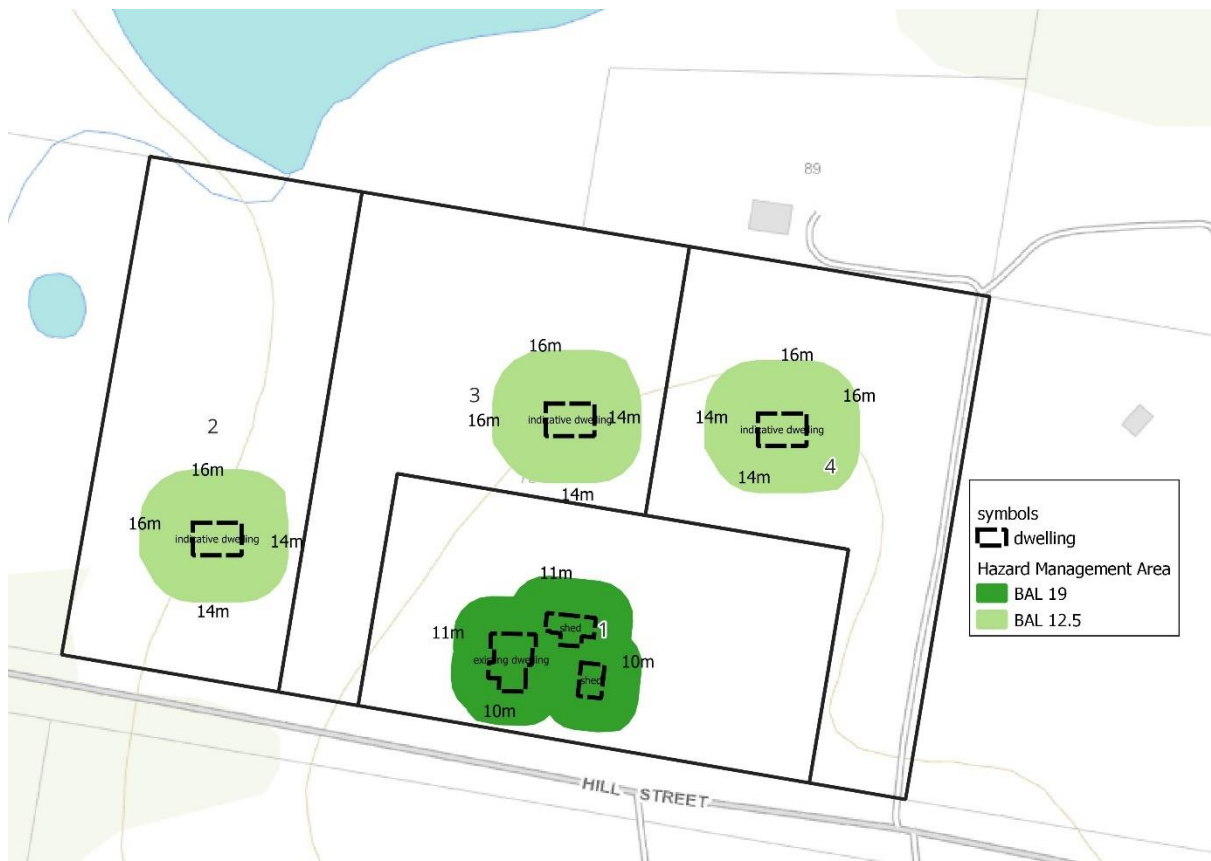 89
16m
16m
16m
3
16m
indicative dwelling
14m
14m
indicative dwelling
2
14m
4
14m
16m
16m
indicative dwelling
14m
14m
11m
shed
1
11m
existing dwelling
10m
shed
10m
symbols
dwelling
Hazard Management Area
BAL 19
BAL 12.5
HILL STREET